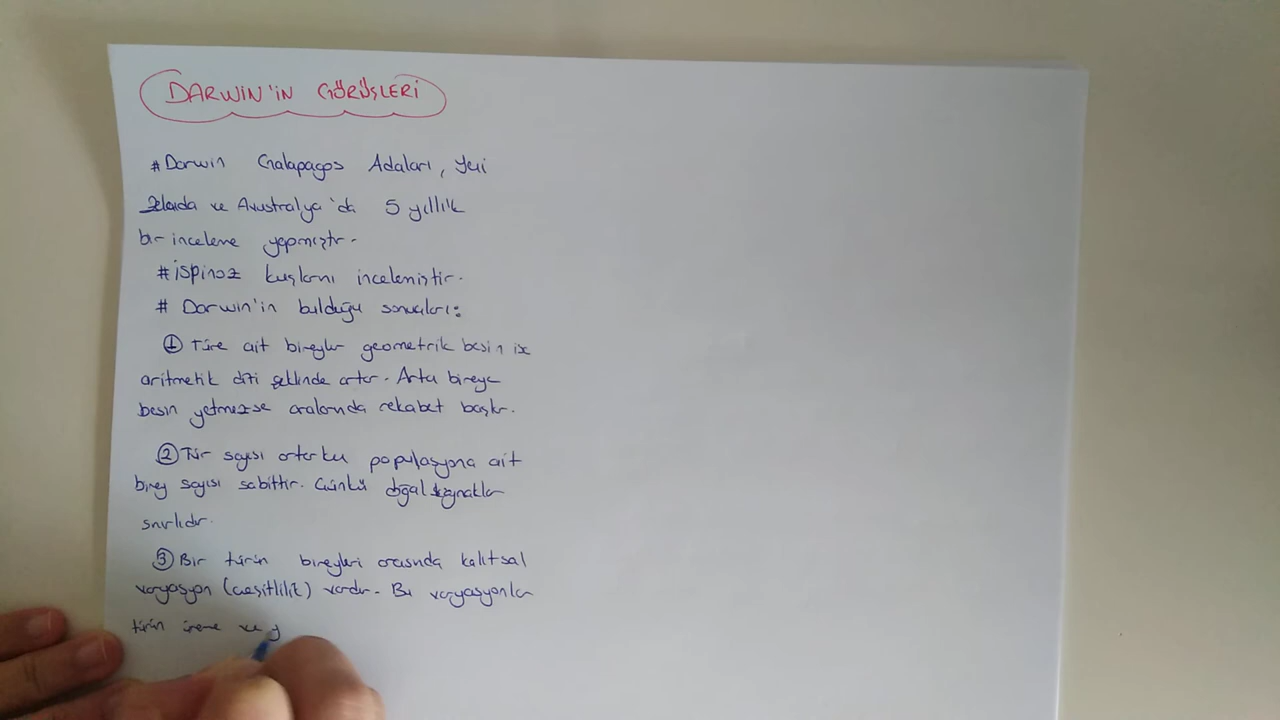 DARWIN'İN GÖRÜŞLERİ
#Darwin Galapagos Adaları, Yeni
Zelanda ve Avustralya'da 5 yıllık
bir inceleme yapmıştır.
#İspinoz kuşlarını incelemiştir.
# Darwin'in bulduğu sonuçları:
① Türe ait bireyler geometrik besin ise
aritmetik dizi şeklinde artar. Artan bireye
besin yetmezse aralarında rekabet başlar.
② Tür sayısı artarken populasyona ait
birey sayısı sabittir. Çünkü doğal kaynaklar
sınırlıdır.
③ Bir türün bireyleri arasında kalıtsal
varyasyon (çeşitlilik) vardır. Bu varyasyonlar
türün üreme ve y